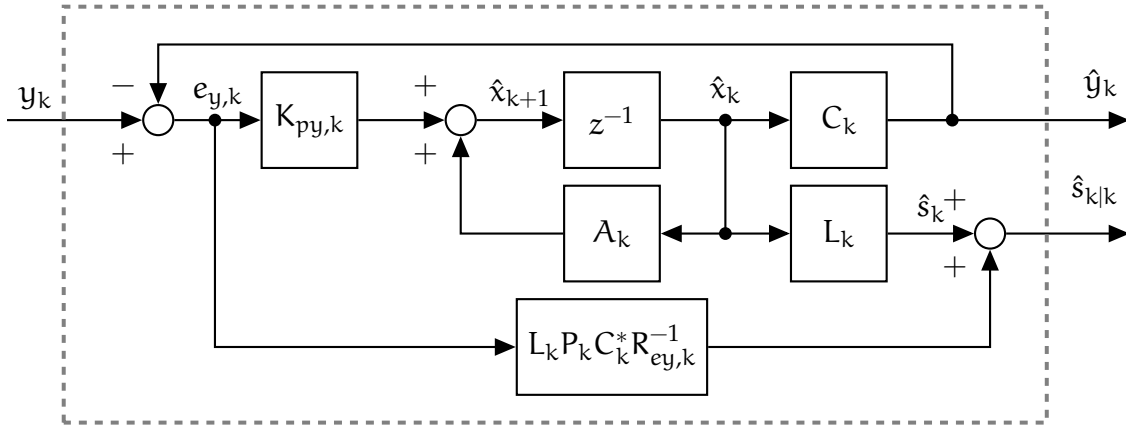 y_k
−
+
e_{y,k}
K_{py,k}
+
+
x̂_{k+1}
z^{−1}
x̂_k
C_k
ŷ_k
A_k
L_k
ŝ_k
+
+
ŝ_{k|k}
L_k P_k C_k^* R_{ey,k}^{−1}